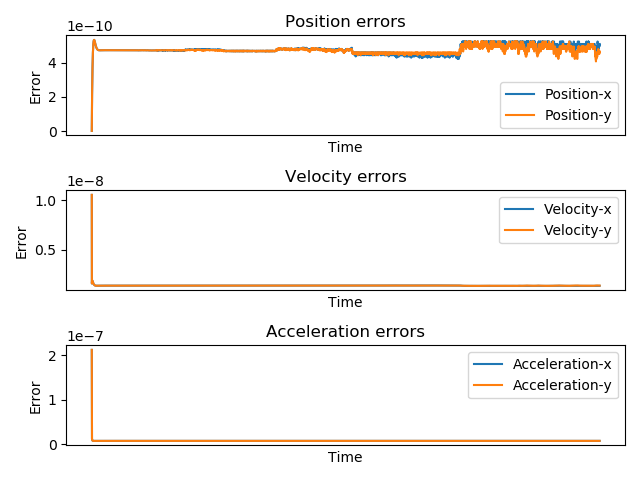 Position errors
1e−10
4
2
0
Error
Position-x
Position-y
Time
Velocity errors
1e−8
1.0
0.5
Error
Velocity-x
Velocity-y
Time
Acceleration errors
1e−7
2
1
0
Error
Acceleration-x
Acceleration-y
Time